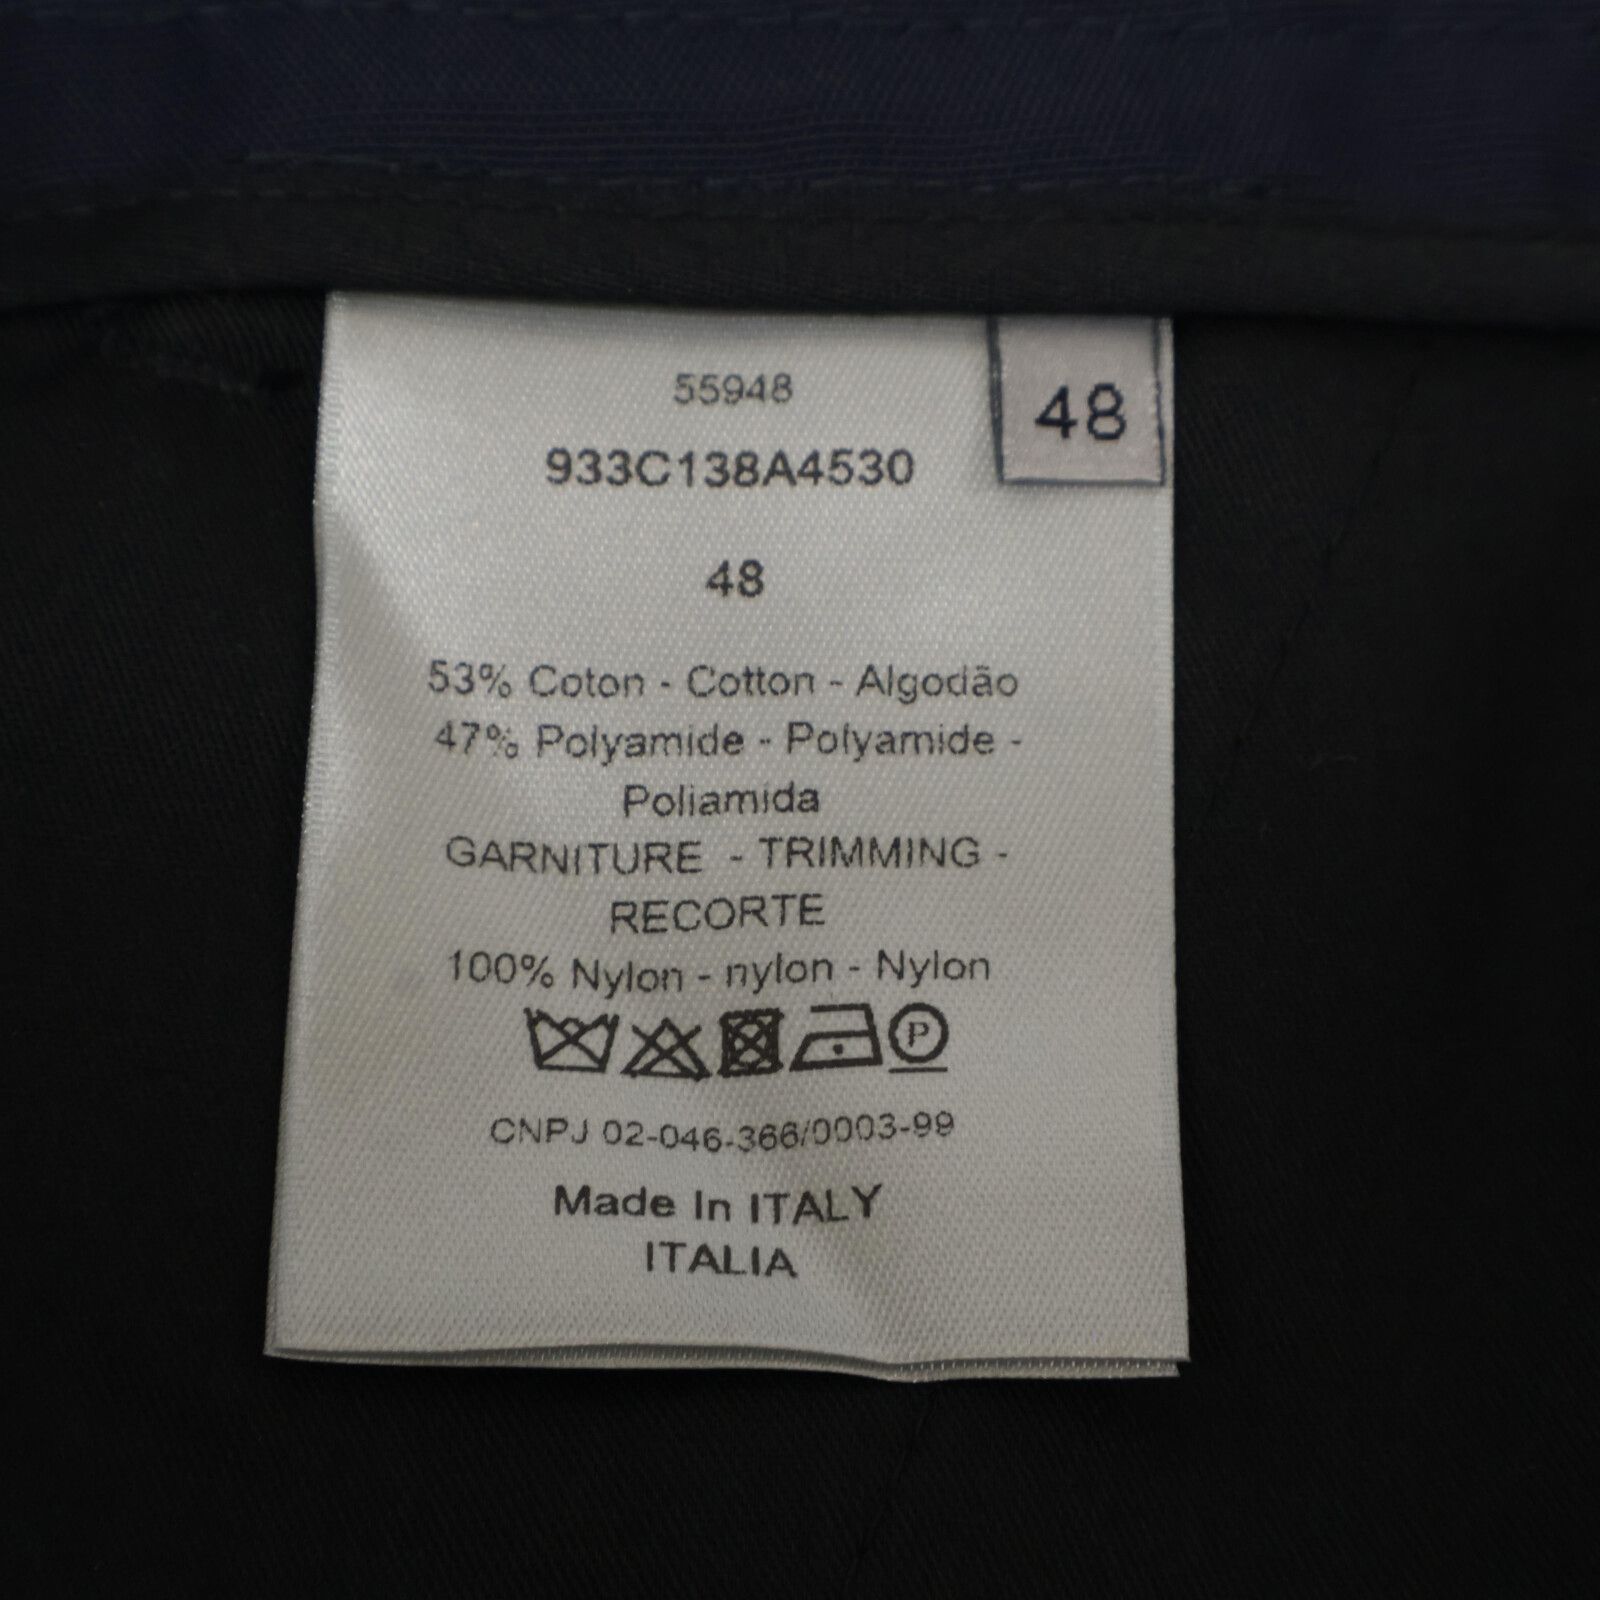 55948
48
933C138A4530
48
53% Coton - Cotton - Algodão
47% Polyamide - Polyamide -
Poliamida
GARNITURE - TRIMMING -
RECORTE
100% Nylon - nylon - Nylon
P
CNPJ 02-046-366/0003-99
Made In ITALY
ITALIA